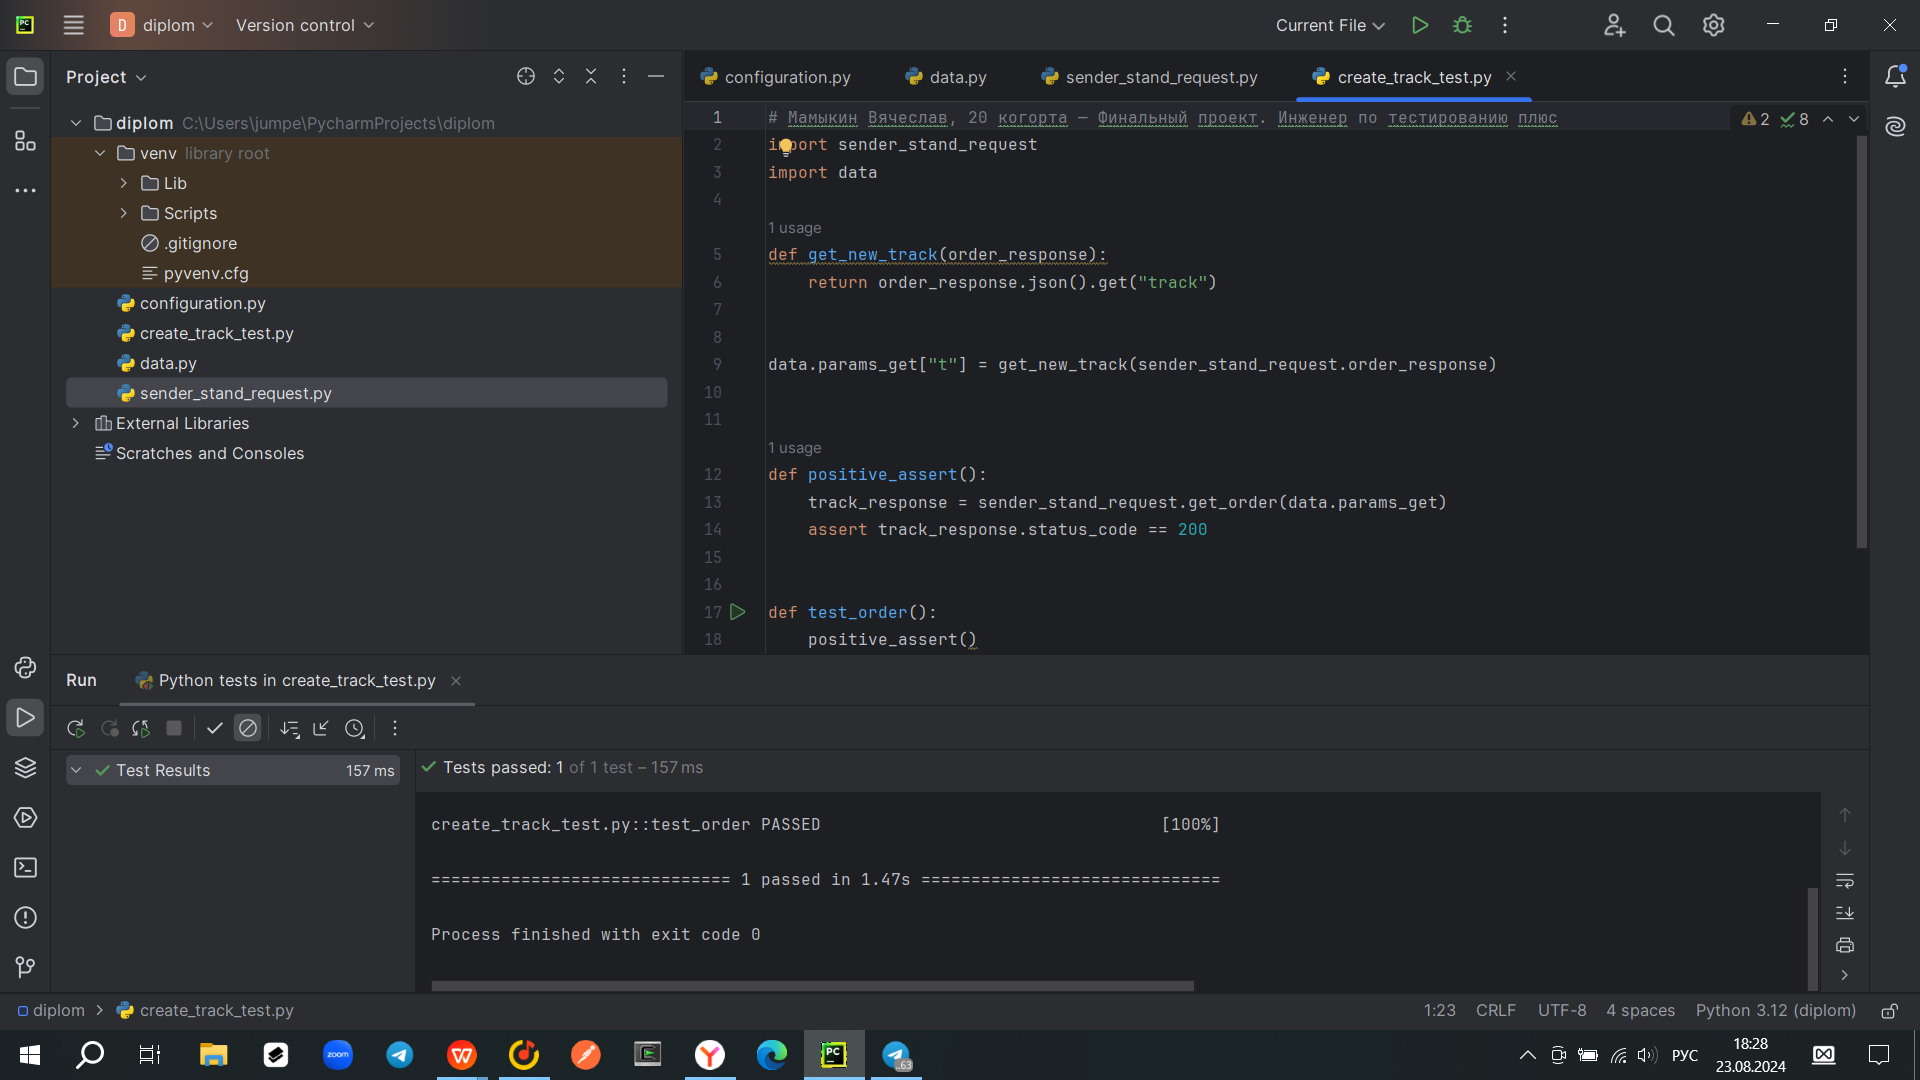 PC
D diplom Version control
Current File
Project
diplom C:\Users\jumpe\PycharmProjects\diplom
venv library root
Lib
Scripts
.gitignore
pyvenv.cfg
configuration.py
create_track_test.py
data.py
sender_stand_request.py
External Libraries
Scratches and Consoles
configuration.py data.py sender_stand_request.py create_track_test.py
2 8
1 # Мамыкин Вячеслав, 20 когорта — Финальный проект. Инженер по тестированию плюс
2 import sender_stand_request
3 import data
4
1 usage
5 def get_new_track(order_response):
6 return order_response.json().get("track")
7
8
9 data.params_get["t"] = get_new_track(sender_stand_request.order_response)
10
11
1 usage
12 def positive_assert():
13 track_response = sender_stand_request.get_order(data.params_get)
14 assert track_response.status_code == 200
15
16
17 def test_order():
18 positive_assert()
Run Python tests in create_track_test.py
Test Results 157 ms
Tests passed: 1 of 1 test – 157 ms
create_track_test.py::test_order PASSED [100%]
============================== 1 passed in 1.47s ==============================
Process finished with exit code 0
diplom create_track_test.py
1:23 CRLF UTF-8 4 spaces Python 3.12 (diplom)
zoom
PC
63
РУС
18:28
23.08.2024